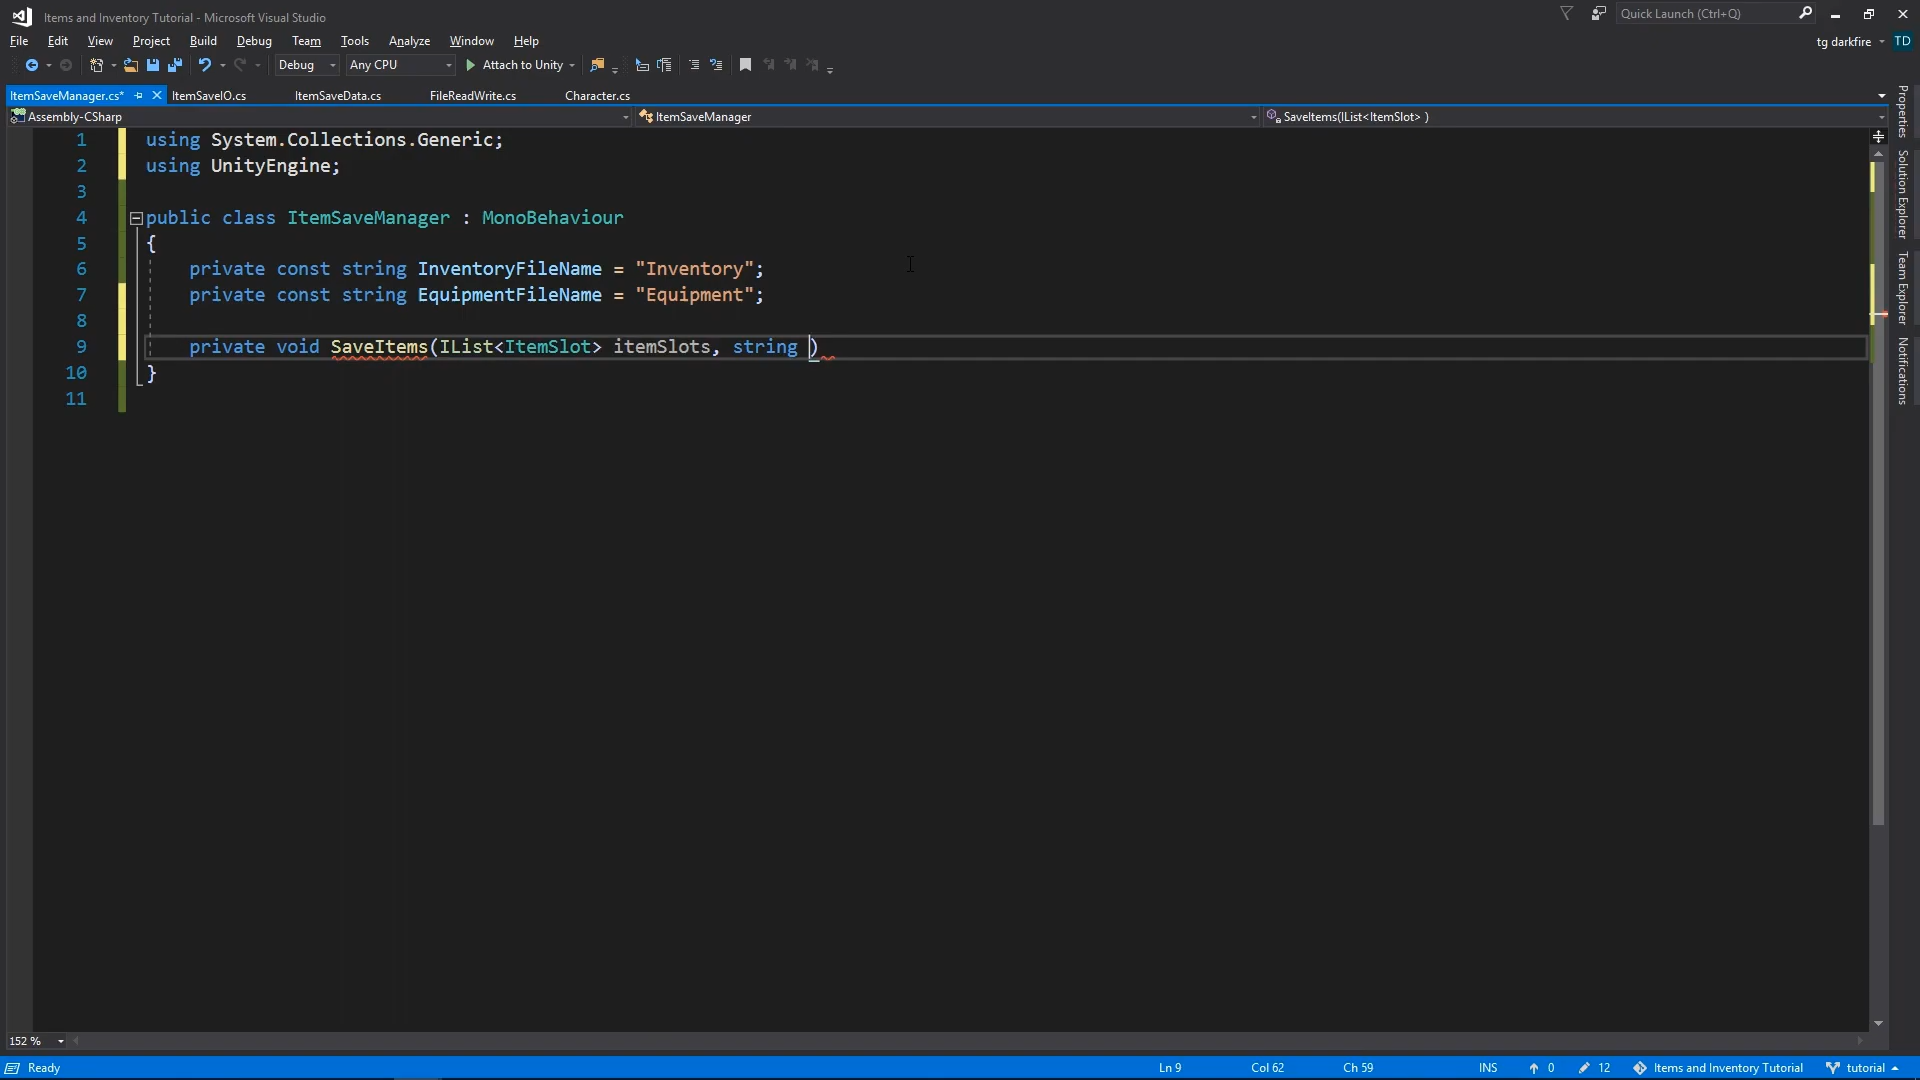 Items and Inventory Tutorial - Microsoft Visual Studio
Quick Launch (Ctrl+Q)
File Edit View Project Build Debug Team Tools Analyze Window Help
tg darkfire TD
Debug Any CPU Attach to Unity
ItemSaveManager.cs* ItemSaveIO.cs ItemSaveData.cs FileReadWrite.cs Character.cs
Assembly-CSharp ItemSaveManager SaveItems(IList<ItemSlot> )
1 using System.Collections.Generic;
2 using UnityEngine;
3
4 public class ItemSaveManager : MonoBehaviour
5 {
6 private const string InventoryFileName = "Inventory";
7 private const string EquipmentFileName = "Equipment";
8
9 private void SaveItems(IList<ItemSlot> itemSlots, string )
10 }
11
Properties
Solution Explorer
Team Explorer
Notifications
152 %
Ready Ln 9 Col 62 Ch 59 INS 0 12 Items and Inventory Tutorial tutorial